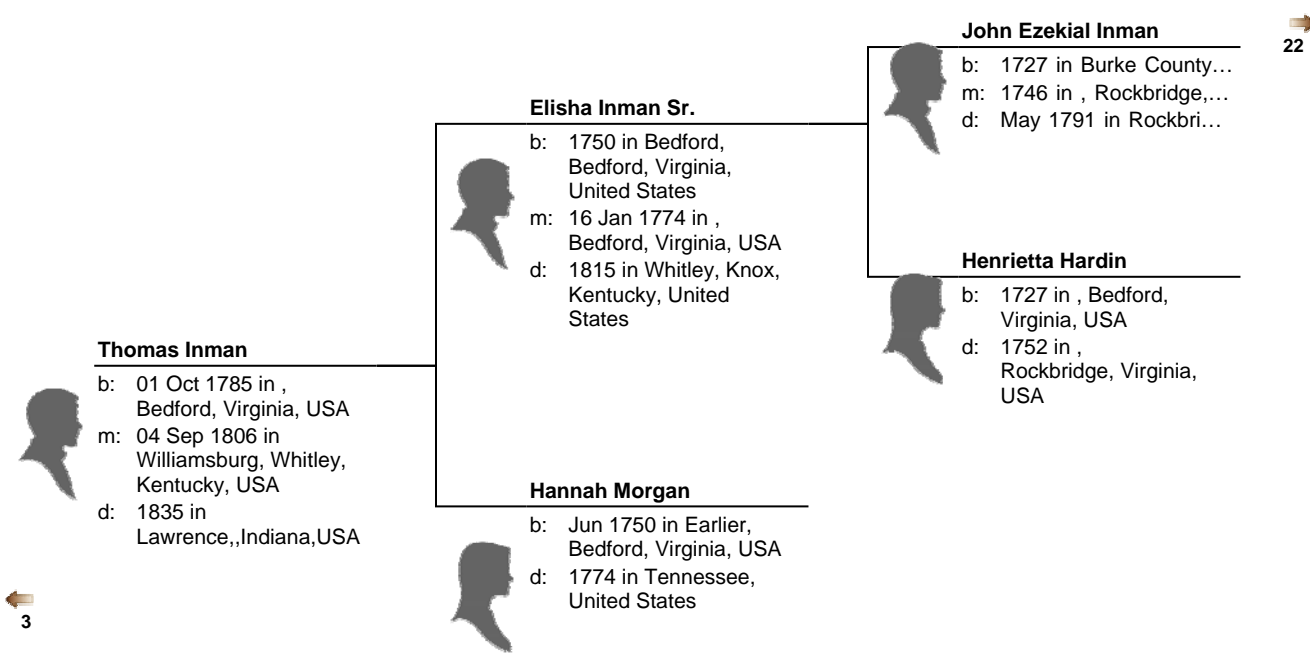 John Ezekial Inman
b: 1727 in Burke County…
m: 1746 in , Rockbridge,…
d: May 1791 in Rockbri…
22
Elisha Inman Sr.
b: 1750 in Bedford,
Bedford, Virginia,
United States
m: 16 Jan 1774 in ,
Bedford, Virginia, USA
d: 1815 in Whitley, Knox,
Kentucky, United
States
Henrietta Hardin
b: 1727 in , Bedford,
Virginia, USA
d: 1752 in ,
Rockbridge, Virginia,
USA
Thomas Inman
b: 01 Oct 1785 in ,
Bedford, Virginia, USA
m: 04 Sep 1806 in
Williamsburg, Whitley,
Kentucky, USA
d: 1835 in
Lawrence,,Indiana,USA
Hannah Morgan
b: Jun 1750 in Earlier,
Bedford, Virginia, USA
d: 1774 in Tennessee,
United States
3